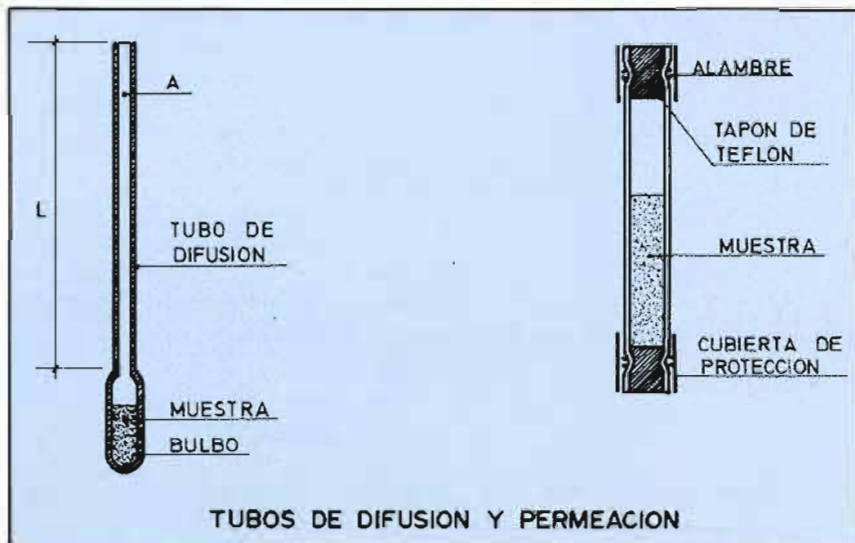 A
L
TUBO DE
DIFUSION
MUESTRA
BULBO
ALAMBRE
TAPON DE
TEFLON
MUESTRA
CUBIERTA DE
PROTECCION
TUBOS DE DIFUSION Y PERMEACION